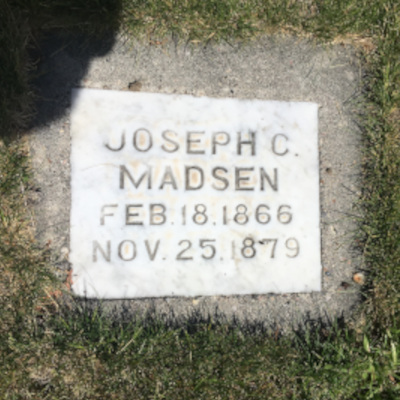 JOSEPH C.
MADSEN
FEB.18.1866
NOV.25.1879